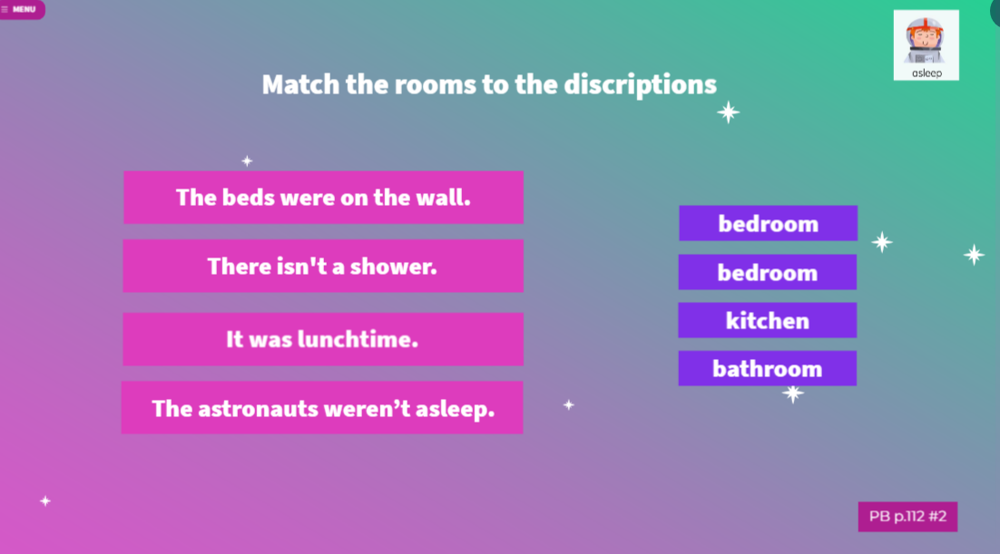 MENU
asleep
Match the rooms to the discriptions
The beds were on the wall.
There isn't a shower.
It was lunchtime.
The astronauts weren’t asleep.
bedroom
bedroom
kitchen
bathroom
PB p.112 #2